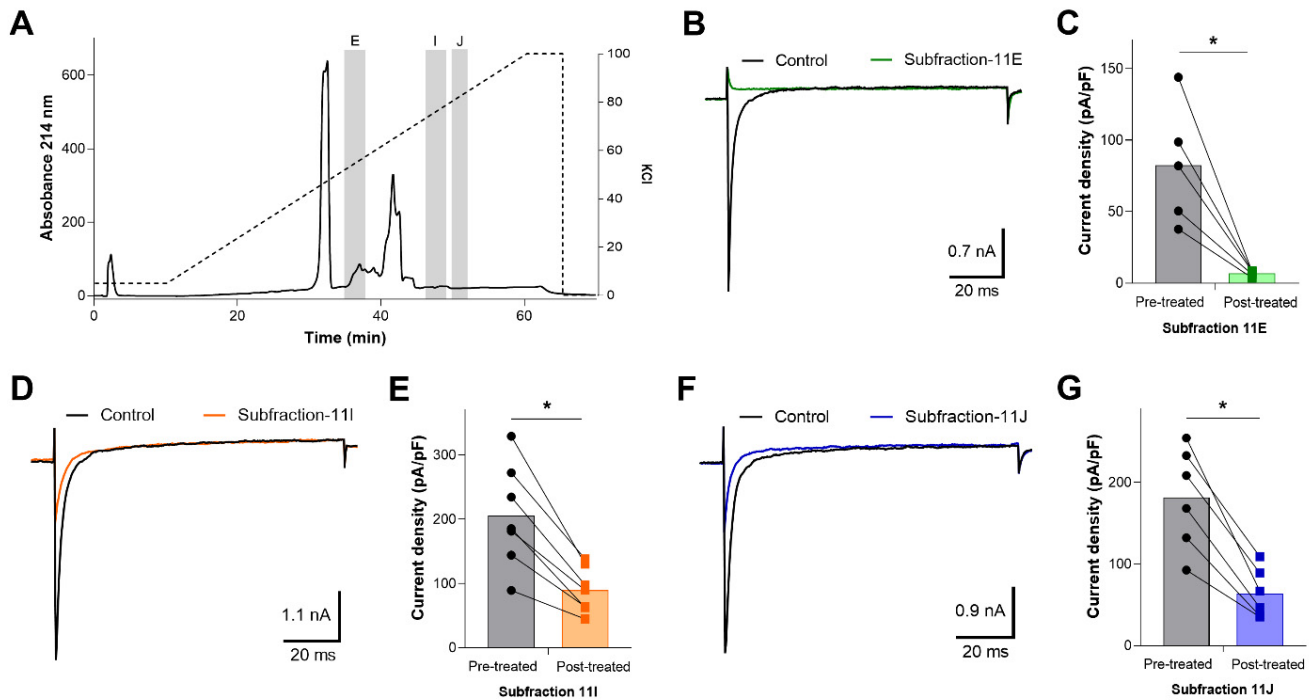 A
E
I
J
600
400
200
0
Absobance 214 nm
100
80
60
40
20
0
KCl
0
20
40
60
Time (min)
B
Control
Subfraction-11E
0.7 nA
20 ms
C
*
150
100
50
0
Current density (pA/pF)
Pre-treated
Post-treated
Subfraction 11E
D
Control
Subfraction-11I
1.1 nA
20 ms
E
*
300
200
100
0
Current density (pA/pF)
Pre-treated
Post-treated
Subfraction 11I
F
Control
Subfraction-11J
0.9 nA
20 ms
G
*
200
100
0
Current density (pA/pF)
Pre-treated
Post-treated
Subfraction 11J